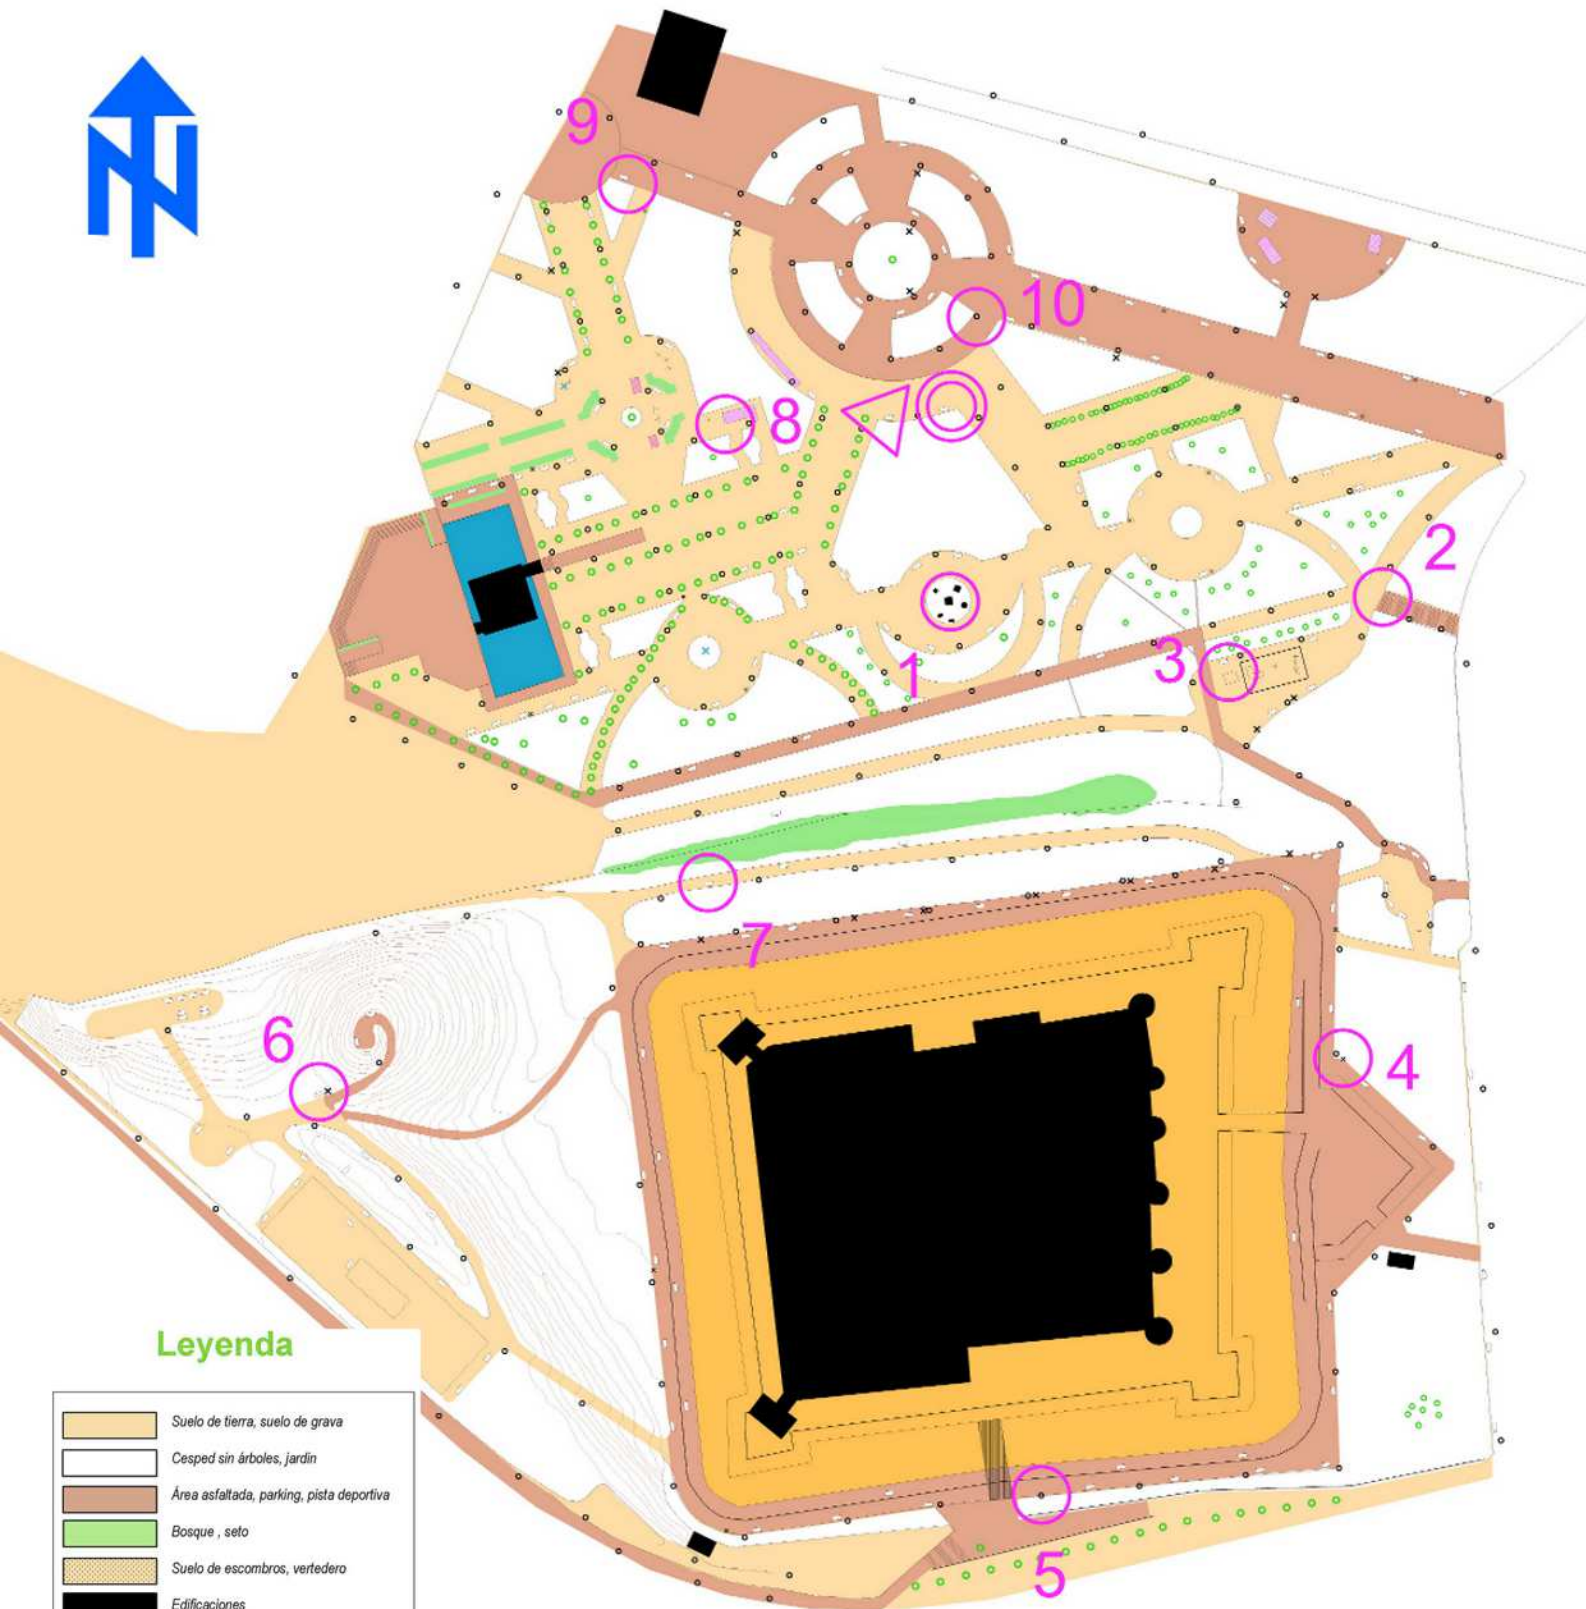 N
9
10
8
2
1
3
7
6
4
5
Leyenda
Suelo de tierra, suelo de grava
Cesped sin árboles, jardin
Área asfaltada, parking, pista deportiva
Bosque , seto
Suelo de escombros, vertedero
Edificaciones